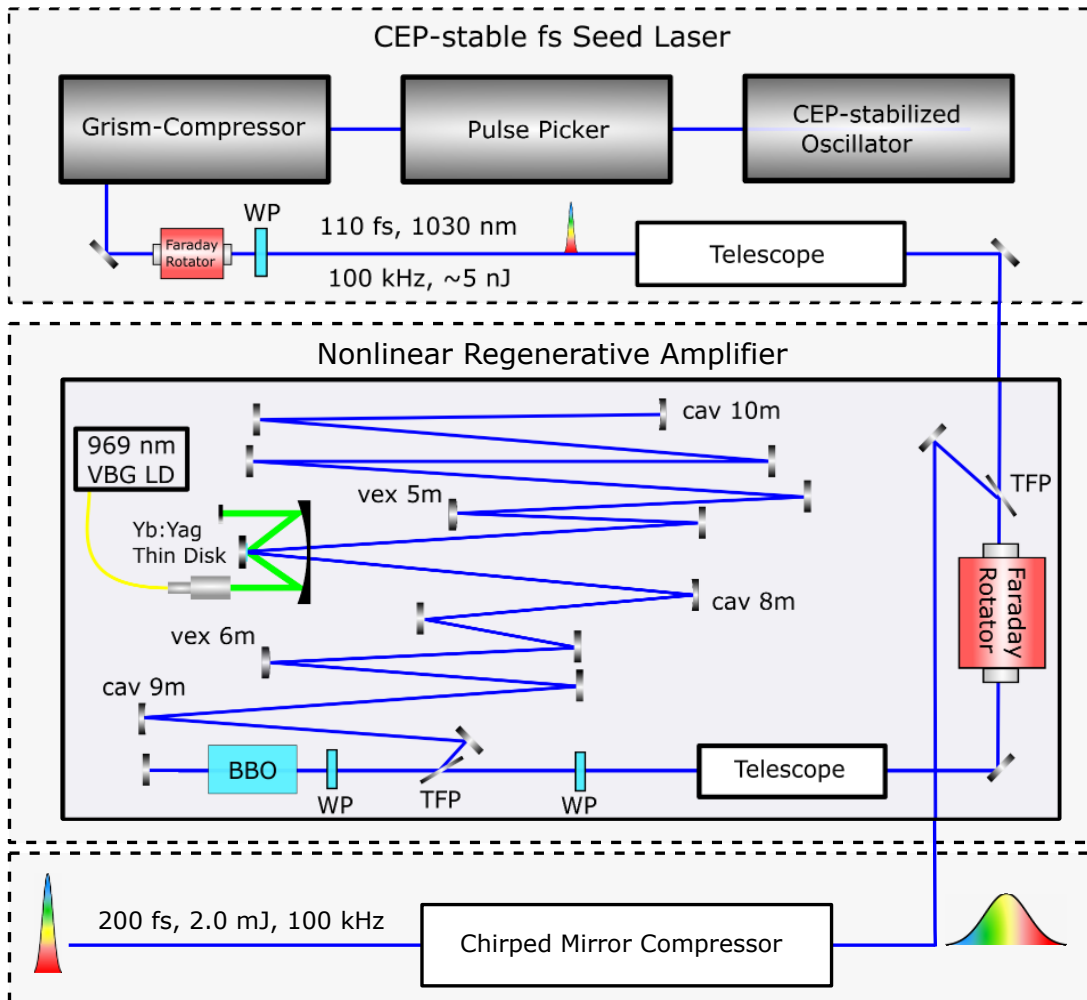 CEP-stable fs Seed Laser
Grism-Compressor
Pulse Picker
CEP-stabilized
Oscillator
Faraday
Rotator
WP
110 fs, 1030 nm
100 kHz, ~5 nJ
Telescope
Nonlinear Regenerative Amplifier
969 nm
VBG LD
Yb:Yag
Thin Disk
cav 10m
vex 5m
cav 8m
vex 6m
cav 9m
TFP
Faraday
Rotator
BBO
WP
TFP
WP
Telescope
200 fs, 2.0 mJ, 100 kHz
Chirped Mirror Compressor